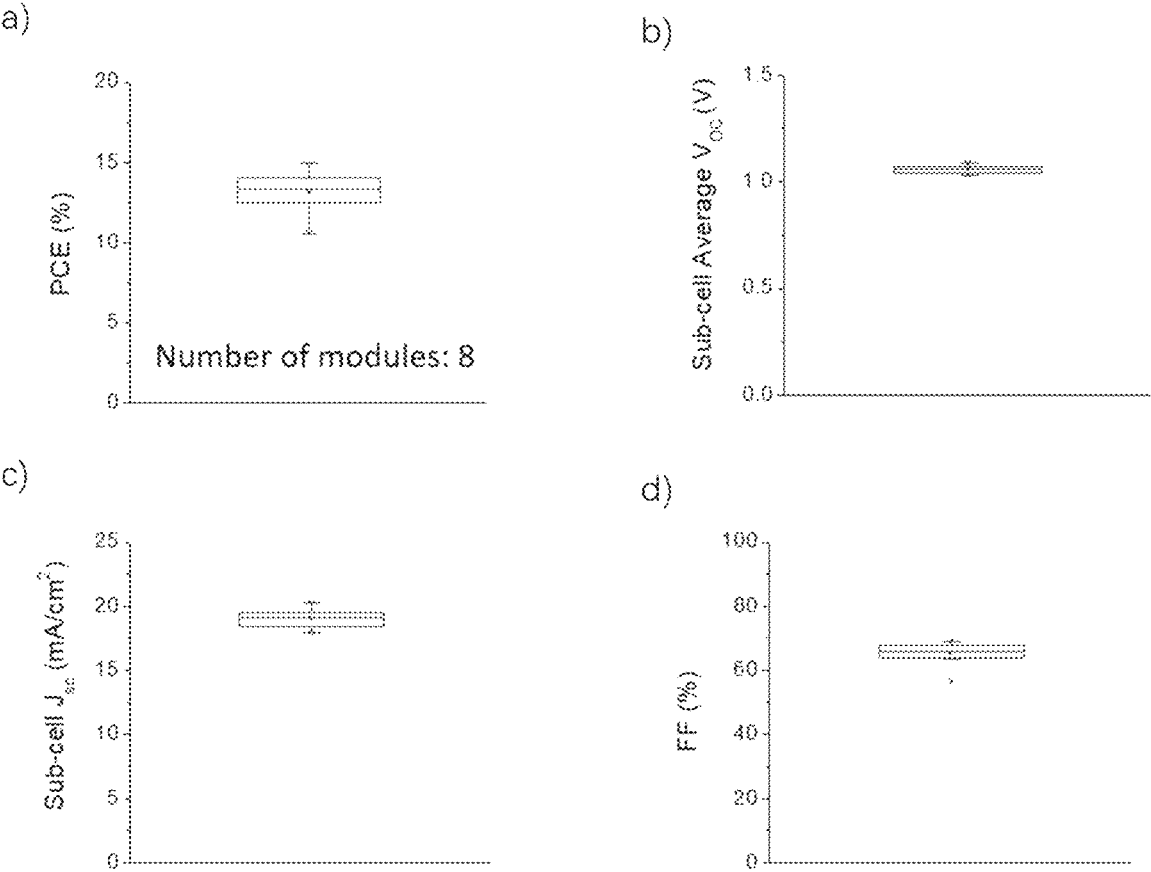 a)
20
15
10
5
0
PCE (%)
Number of modules: 8
b)
1.5
1.0
0.5
0.0
Sub-cell Average V_OC (V)
c)
25
20
15
10
5
0
Sub-cell J_sc (mA/cm²)
d)
100
80
60
40
20
0
FF (%)